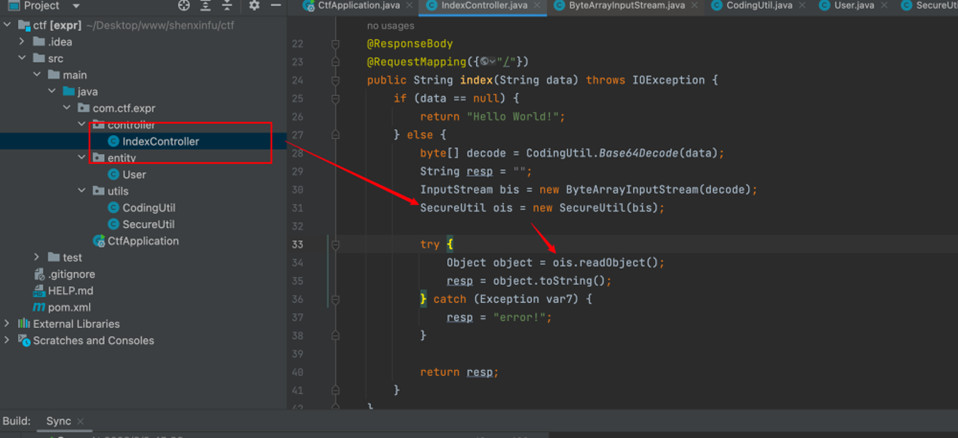 Project
CtfApplication.java
IndexController.java
ByteArrayInputStream.java
CodingUtil.java
User.java
SecureUti
ctf [expr] ~/Desktop/www/shenxinfu/ctf
.idea
src
main
java
com.ctf.expr
controller
IndexController
entity
User
utils
CodingUtil
SecureUtil
CtfApplication
test
.gitignore
HELP.md
pom.xml
External Libraries
Scratches and Consoles
no usages
22 @ResponseBody
23 @RequestMapping({"/"})
24 public String index(String data) throws IOException {
25 if (data == null) {
26 return "Hello World!";
27 } else {
28 byte[] decode = CodingUtil.Base64Decode(data);
29 String resp = "";
30 InputStream bis = new ByteArrayInputStream(decode);
31 SecureUtil ois = new SecureUtil(bis);
32
33 try {
34 Object object = ois.readObject();
35 resp = object.toString();
36 } catch (Exception var7) {
37 resp = "error!";
38 }
39
40 return resp;
41 }
42 }
Build:
Sync